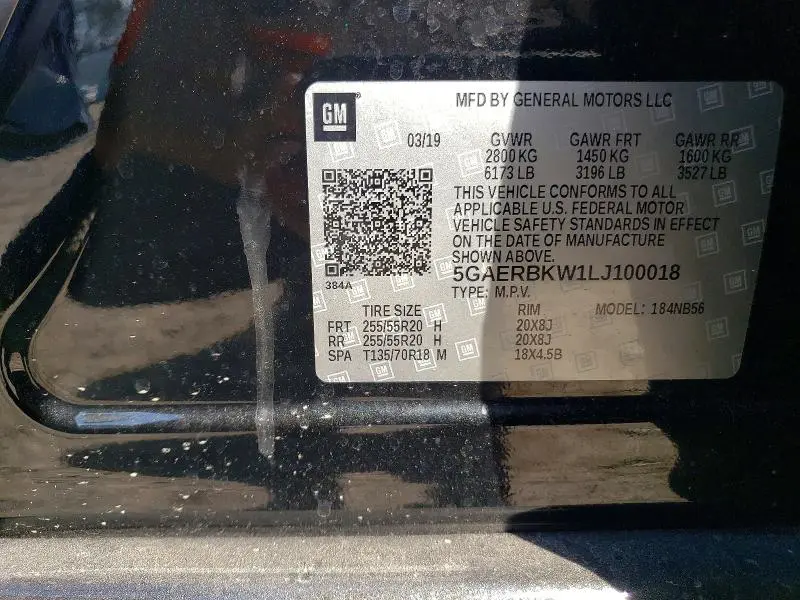 GM
MFD BY GENERAL MOTORS LLC
03/19 GVWR GAWR FRT GAWR RR
2800 KG 1450 KG 1600 KG
6173 LB 3196 LB 3527 LB
THIS VEHICLE CONFORMS TO ALL
APPLICABLE U.S. FEDERAL MOTOR
VEHICLE SAFETY STANDARDS IN EFFECT
ON THE DATE OF MANUFACTURE
SHOWN ABOVE.
384A
5GAERBKW1LJ100018
TYPE: M.P.V.
TIRE SIZE RIM MODEL: 184NB56
FRT 255/55R20 H 20X8J
RR 255/55R20 H 20X8J
SPA T135/70R18 M 18X4.5B